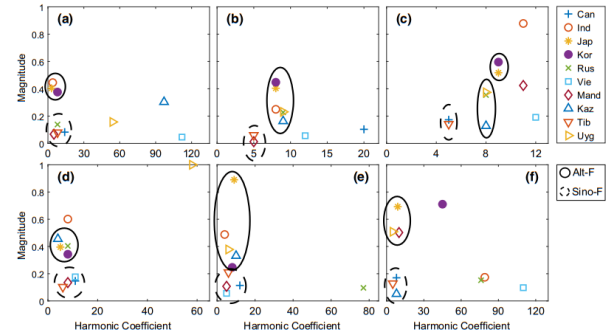 (a)
(b)
(c)
Magnitude
1
0.8
0.6
0.4
0.2
0
0 30 60 90 120
0 5 10 15 20
0 4 8 12
Can
Ind
Jap
Kor
Rus
Vie
Mand
Kaz
Tib
Uyg
Alt-F
Sino-F
(d)
(e)
(f)
Magnitude
1
0.8
0.6
0.4
0.2
0
0 20 40 60
0 20 40 60 80
0 40 80 120
Harmonic Coefficient
Harmonic Coefficient
Harmonic Coefficient